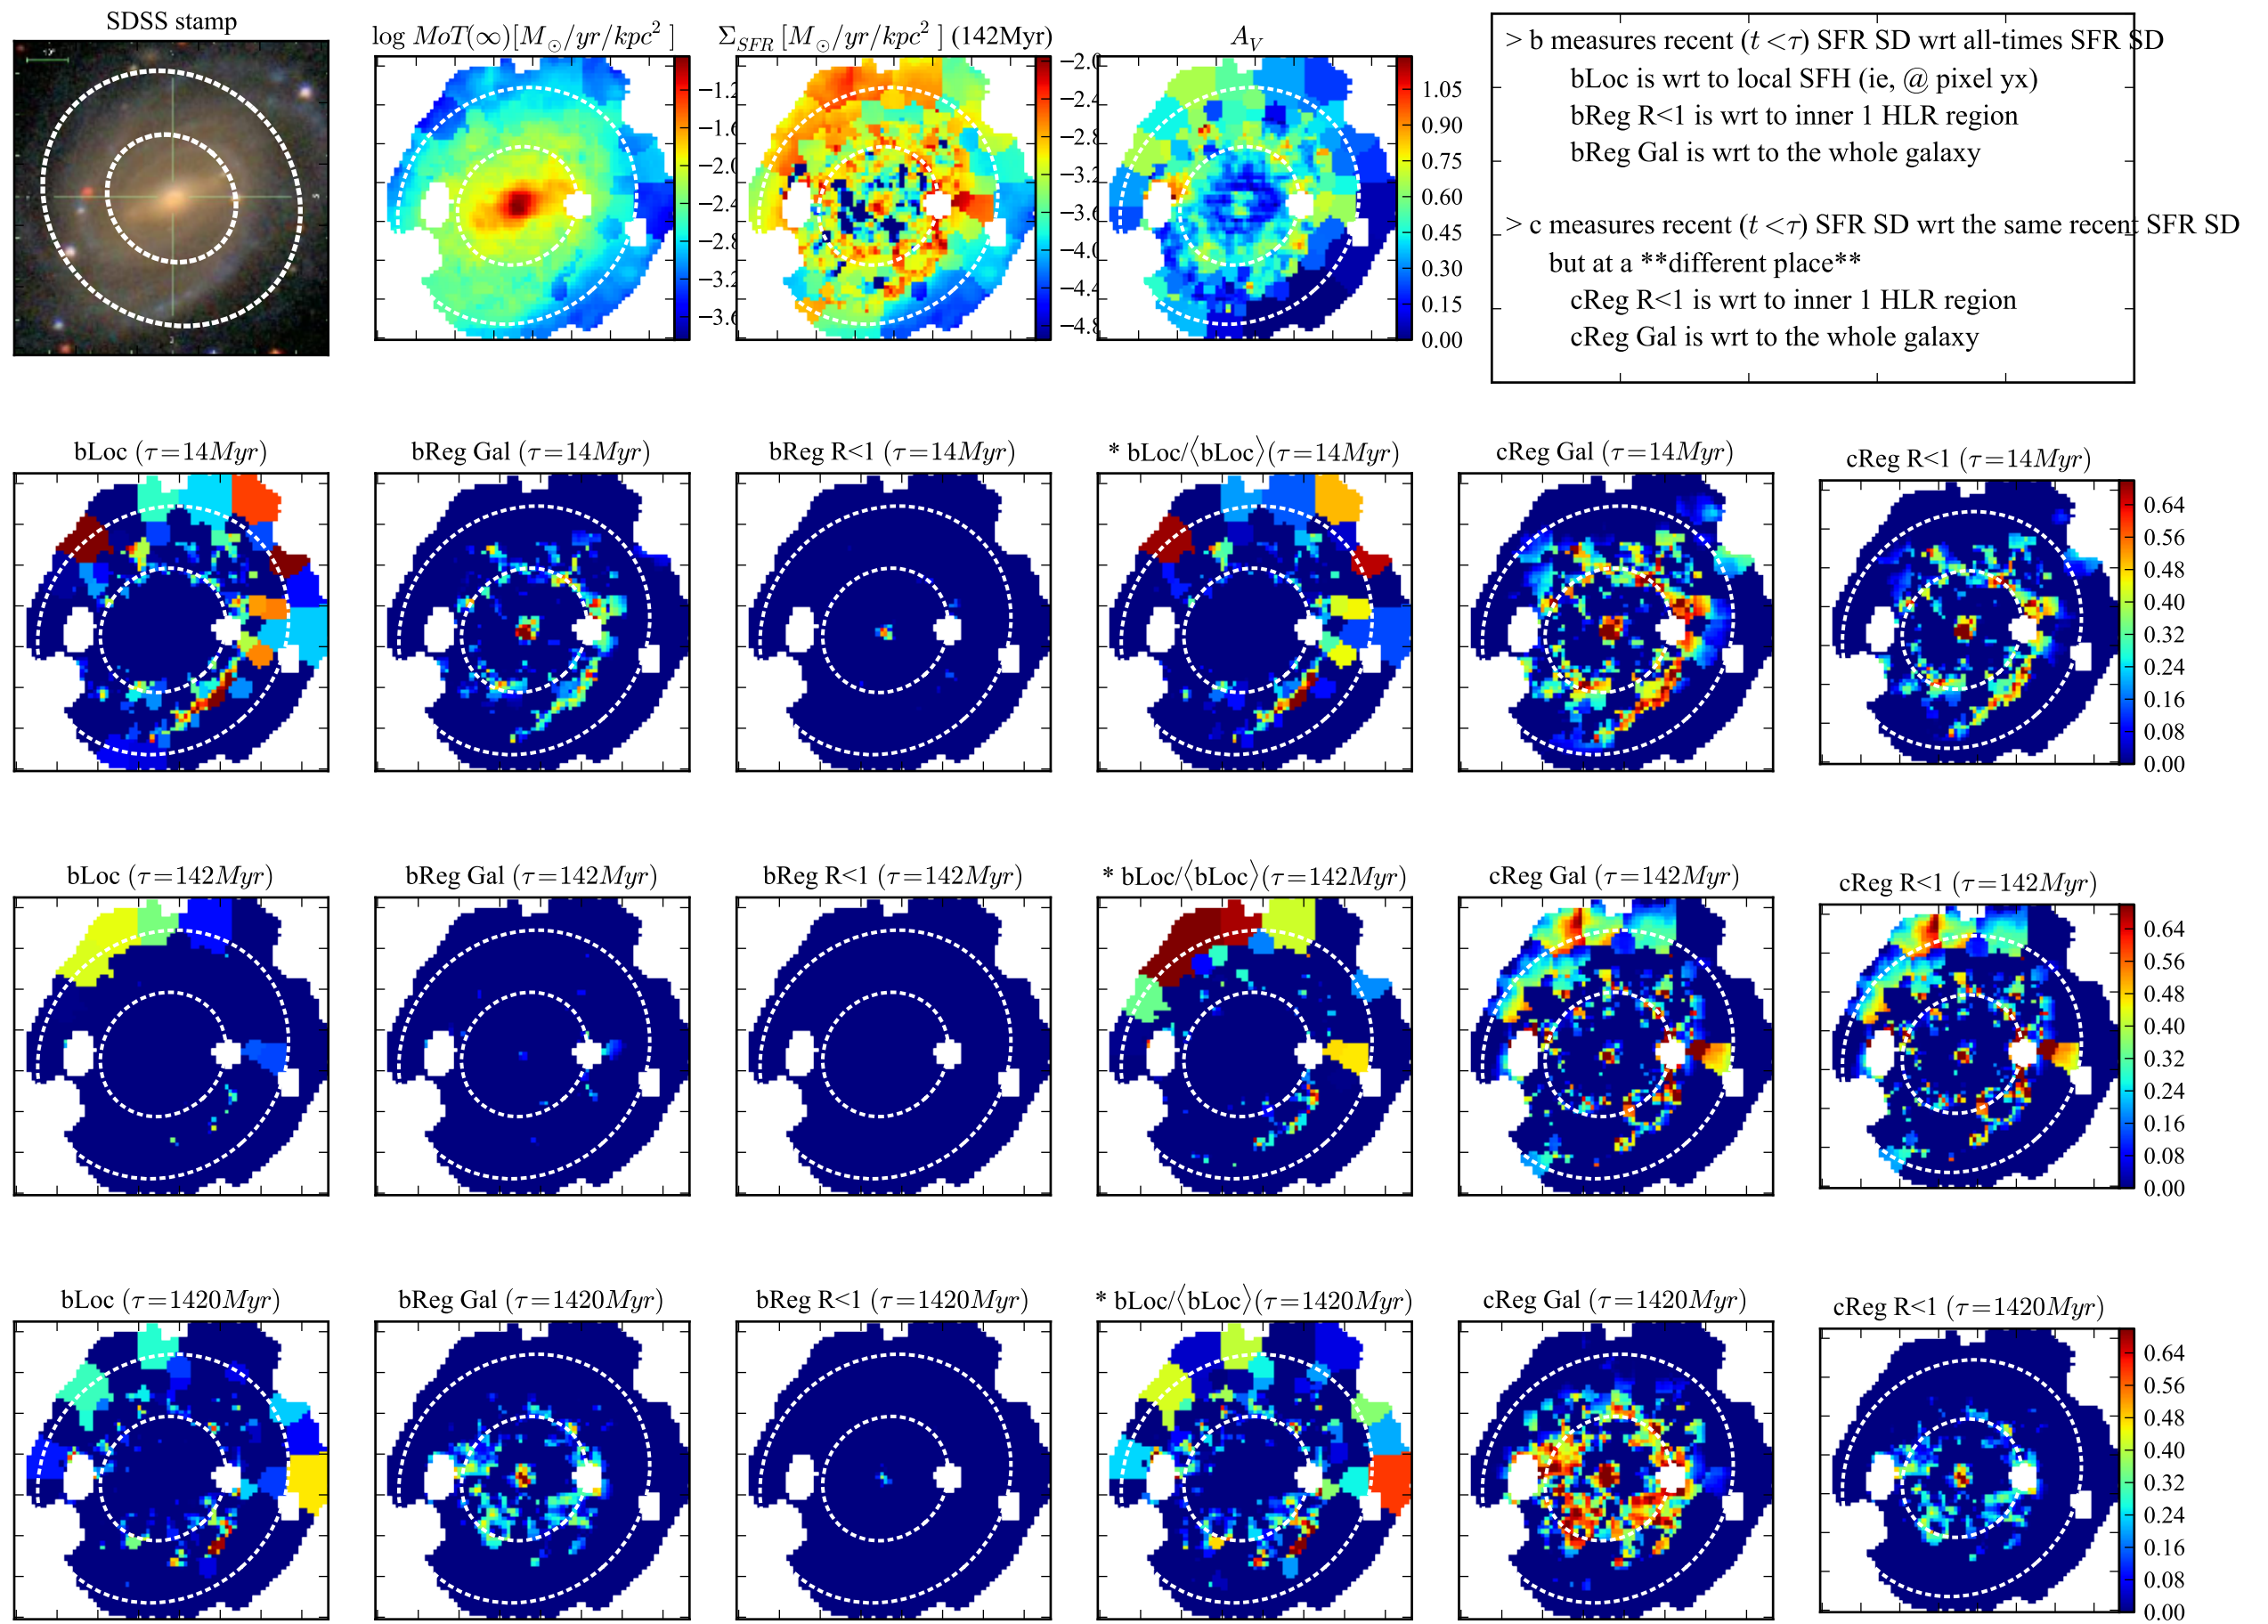 SDSS stamp
log MoT(∞)[M⊙/yr/kpc² ]
Σ_SFR [M⊙/yr/kpc² ] (142Myr)
A_V
−1.2
−1.6
−2.0
−2.4
−2.8
−3.2
−3.6
−2.0
−2.4
−2.8
−3.2
−3.6
−4.0
−4.4
−4.8
1.05
0.90
0.75
0.60
0.45
0.30
0.15
0.00
> b measures recent (t <τ) SFR SD wrt all-times SFR SD
bLoc is wrt to local SFH (ie, @ pixel yx)
bReg R<1 is wrt to inner 1 HLR region
bReg Gal is wrt to the whole galaxy
> c measures recent (t <τ) SFR SD wrt the same recent SFR SD
but at a **different place**
cReg R<1 is wrt to inner 1 HLR region
cReg Gal is wrt to the whole galaxy
bLoc (τ=14Myr)
bReg Gal (τ=14Myr)
bReg R<1 (τ=14Myr)
* bLoc/⟨bLoc⟩(τ=14Myr)
cReg Gal (τ=14Myr)
cReg R<1 (τ=14Myr)
0.64
0.56
0.48
0.40
0.32
0.24
0.16
0.08
0.00
bLoc (τ=142Myr)
bReg Gal (τ=142Myr)
bReg R<1 (τ=142Myr)
* bLoc/⟨bLoc⟩(τ=142Myr)
cReg Gal (τ=142Myr)
cReg R<1 (τ=142Myr)
0.64
0.56
0.48
0.40
0.32
0.24
0.16
0.08
0.00
bLoc (τ=1420Myr)
bReg Gal (τ=1420Myr)
bReg R<1 (τ=1420Myr)
* bLoc/⟨bLoc⟩(τ=1420Myr)
cReg Gal (τ=1420Myr)
cReg R<1 (τ=1420Myr)
0.64
0.56
0.48
0.40
0.32
0.24
0.16
0.08
0.00